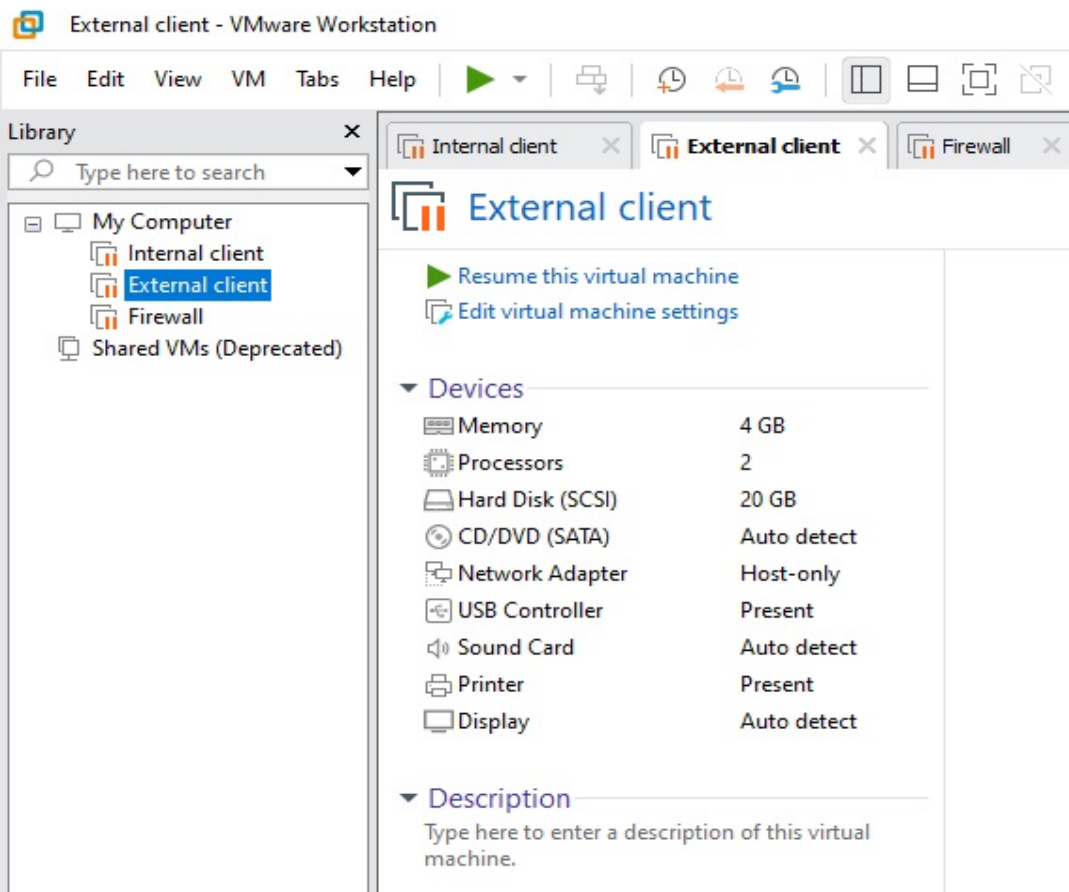 External client - VMware Workstation
File Edit View VM Tabs Help
Library
Type here to search
My Computer
Internal client
External client
Firewall
Shared VMs (Deprecated)
Internal client External client Firewall
External client
Resume this virtual machine
Edit virtual machine settings
Devices
Memory 4 GB
Processors 2
Hard Disk (SCSI) 20 GB
CD/DVD (SATA) Auto detect
Network Adapter Host-only
USB Controller Present
Sound Card Auto detect
Printer Present
Display Auto detect
Description
Type here to enter a description of this virtual
machine.